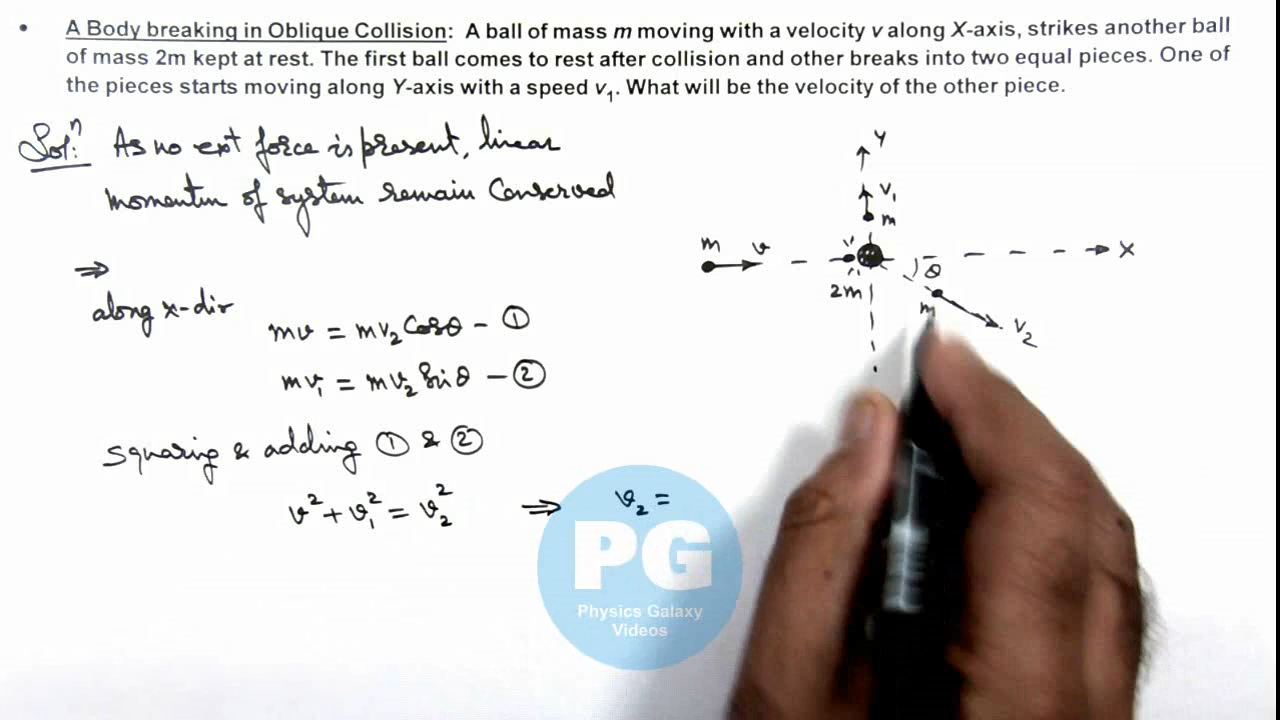 • A Body breaking in Oblique Collision: A ball of mass m moving with a velocity v along X-axis, strikes another ball
of mass 2m kept at rest. The first ball comes to rest after collision and other breaks into two equal pieces. One of
the pieces starts moving along Y-axis with a speed v₁. What will be the velocity of the other piece.
Solⁿ: As no ext force is present, linear
momentum of system remain Conserved
⇒
along x-dir
mv = mv₂ Cosθ – ①
mv₁ = mv₂ Sinθ – ②
Squaring & adding ① & ②
v² + v₁² = v₂² ⇒ v₂ =
Y
v₁
m
m v
X
θ
2m
m
v₂
PG
Physics Galaxy
Videos